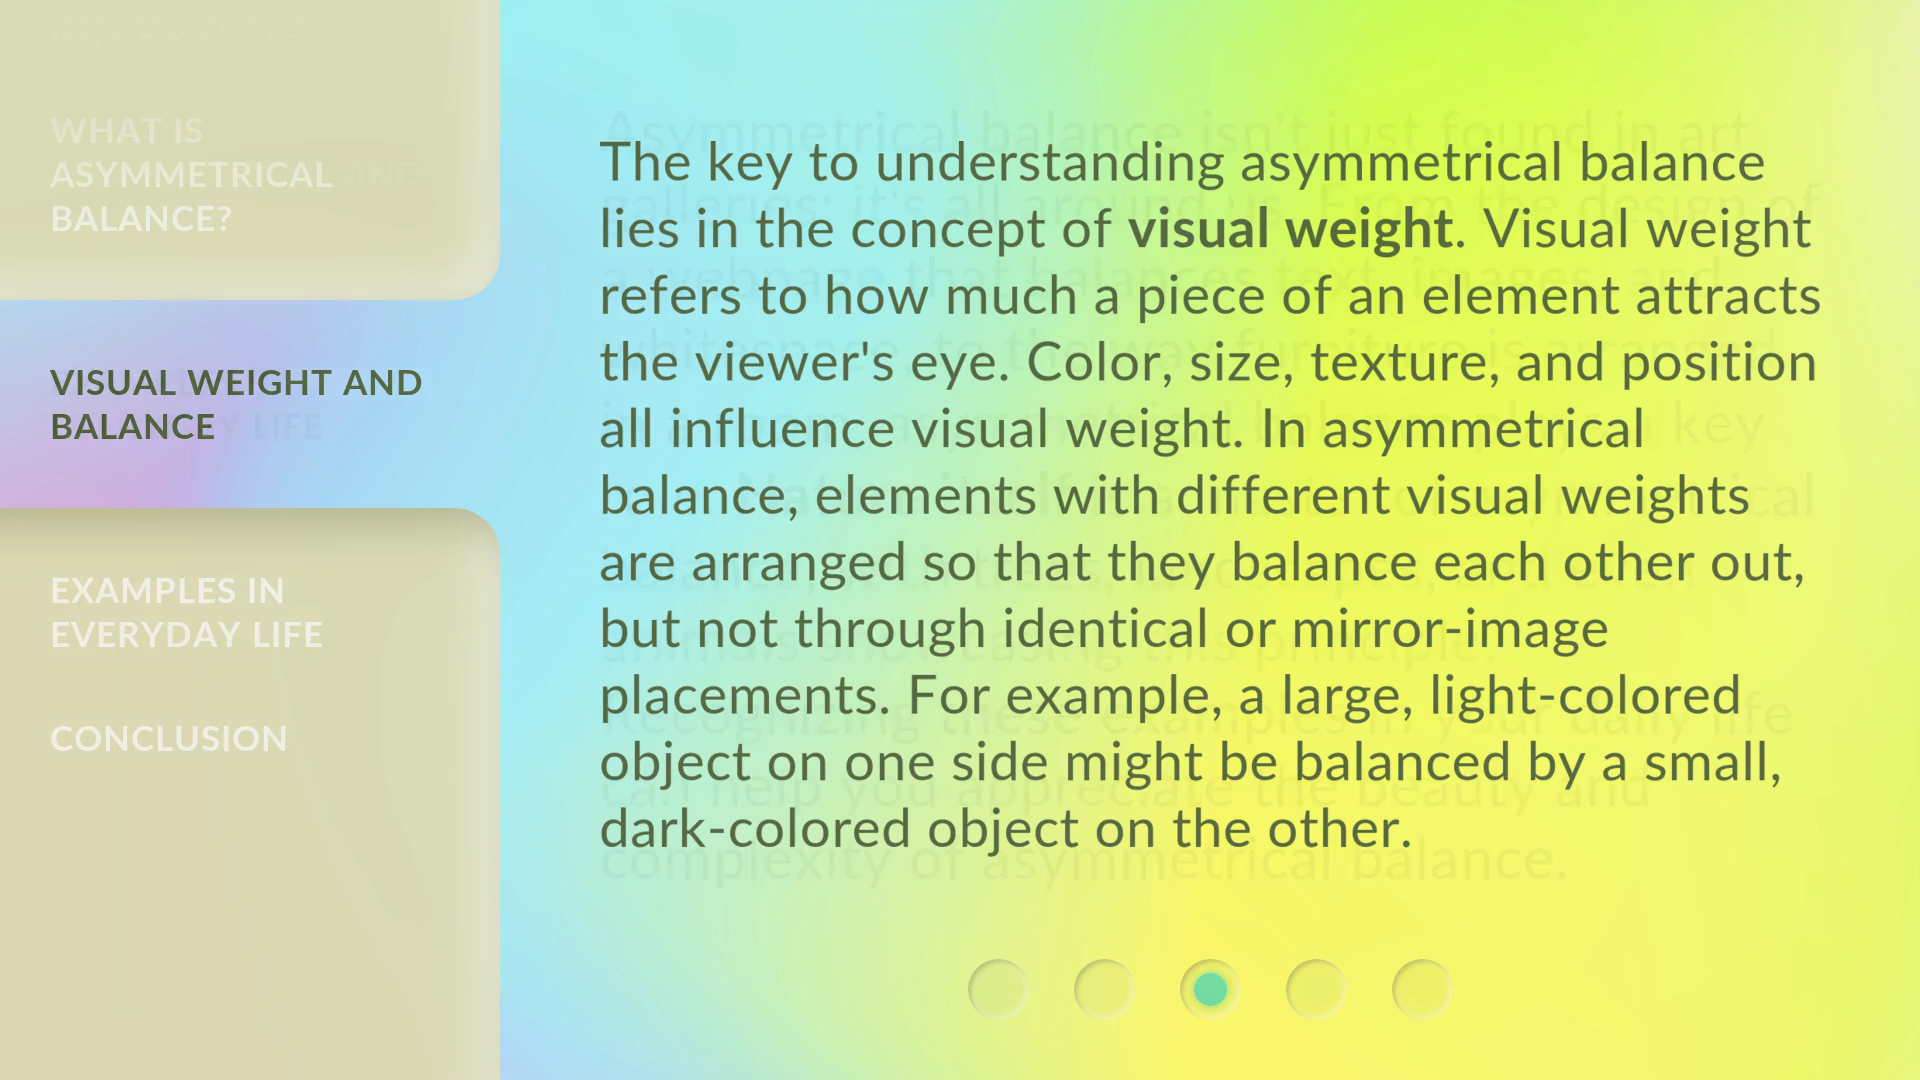 INTRODUCTION
WHAT IS
ASYMMETRICAL
BALANCE?
VISUAL WEIGHT AND
BALANCE
EXAMPLES IN
EVERYDAY LIFE
CONCLUSION
The key to understanding asymmetrical balance
lies in the concept of visual weight. Visual weight
refers to how much a piece of an element attracts
the viewer's eye. Color, size, texture, and position
all influence visual weight. In asymmetrical
balance, elements with different visual weights
are arranged so that they balance each other out,
but not through identical or mirror-image
placements. For example, a large, light-colored
object on one side might be balanced by a small,
dark-colored object on the other.